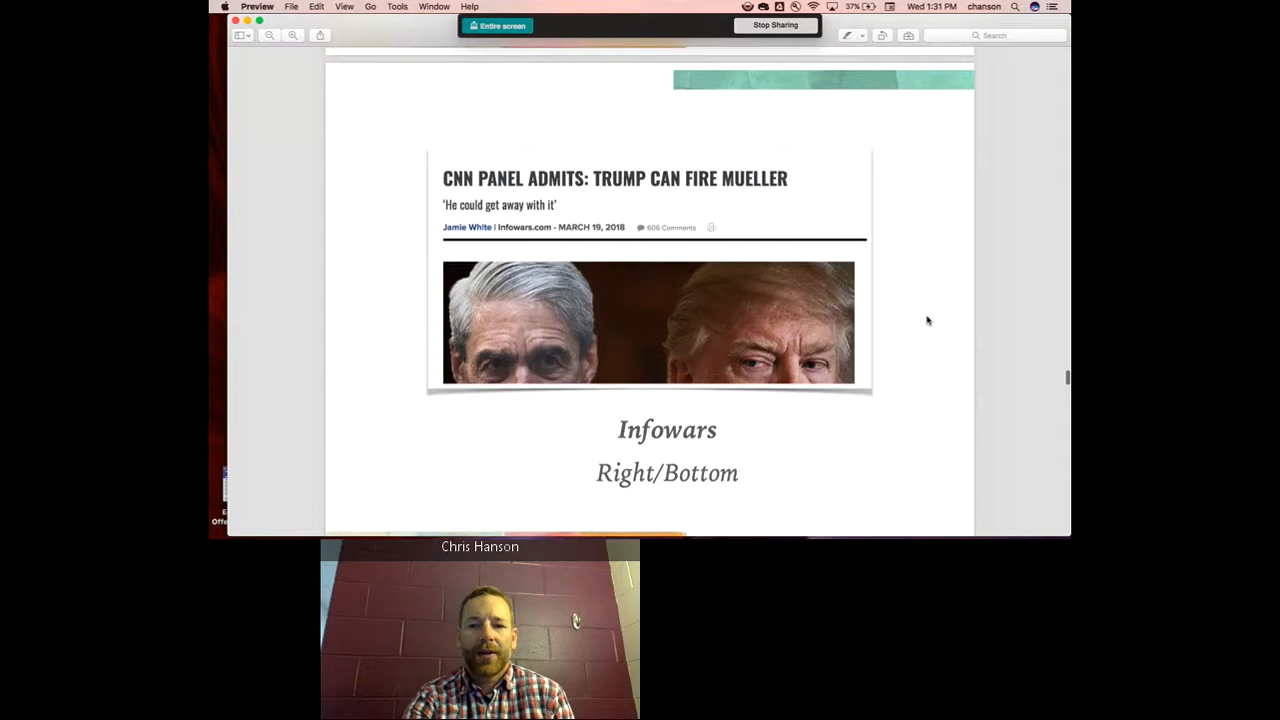 Preview File Edit View Go Tools Window Help 37% Wed 1:31 PM chanson
Entire screen Stop Sharing
Search
CNN PANEL ADMITS: TRUMP CAN FIRE MUELLER
‘He could get away with it’
Jamie White | Infowars.com - MARCH 19, 2018 606 Comments
Infowars
Right/Bottom
Chris Hanson